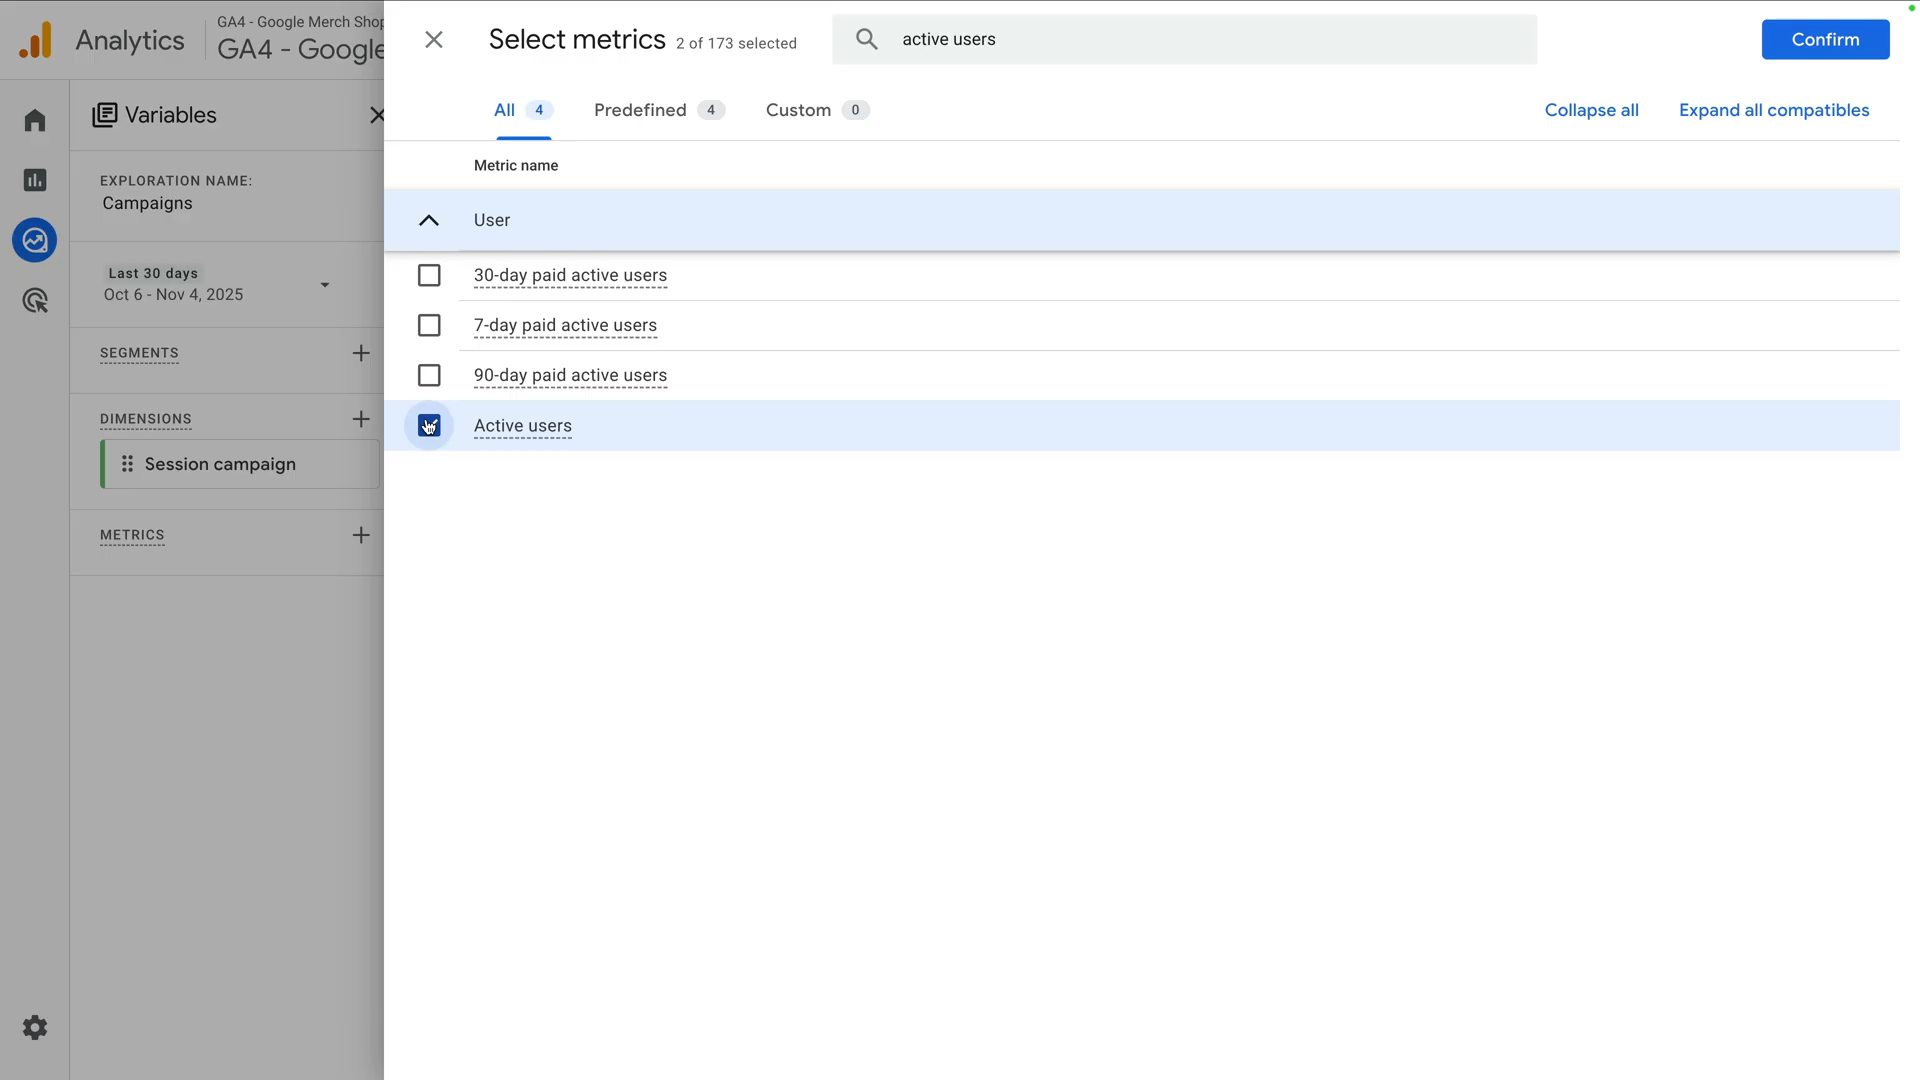 Analytics
GA4 - Google Merch Shop
GA4 - Google
Variables
EXPLORATION NAME:
Campaigns
Last 30 days
Oct 6 - Nov 4, 2025
SEGMENTS
DIMENSIONS
Session campaign
METRICS
Select metrics 2 of 173 selected
active users
Confirm
All 4 Predefined 4 Custom 0
Collapse all Expand all compatibles
Metric name
User
30-day paid active users
7-day paid active users
90-day paid active users
Active users